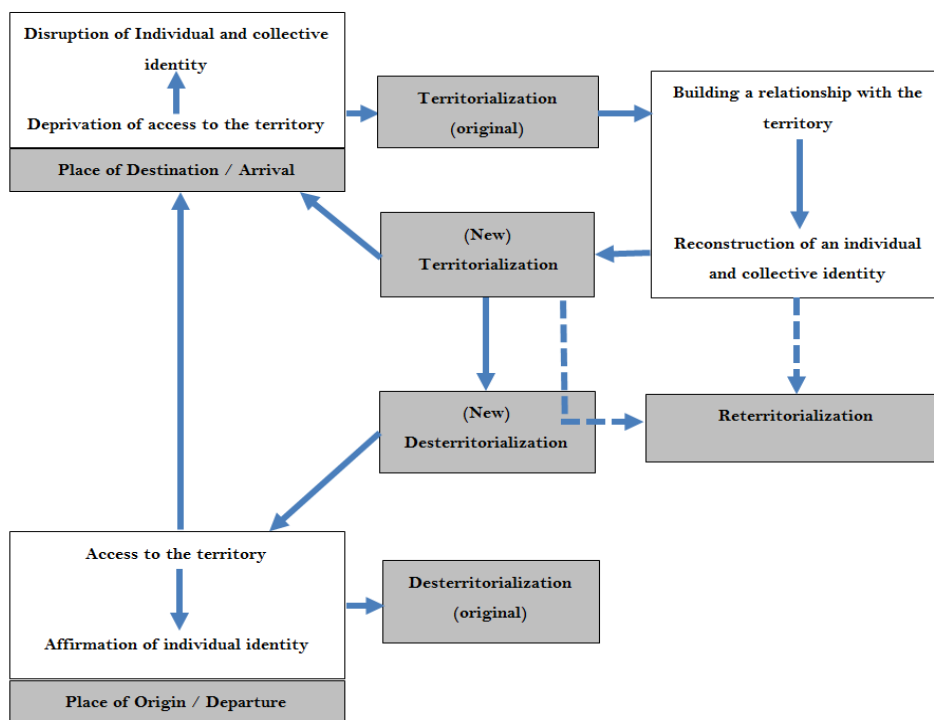 Disruption of Individual and collective
identity
Deprivation of access to the territory
Place of Destination / Arrival
Territorialization
(original)
Building a relationship with the
territory
Reconstruction of an individual
and collective identity
(New)
Territorialization
(New)
Desterritorialization
Reterritorialization
Access to the territory
Affirmation of individual identity
Place of Origin / Departure
Desterritorialization
(original)